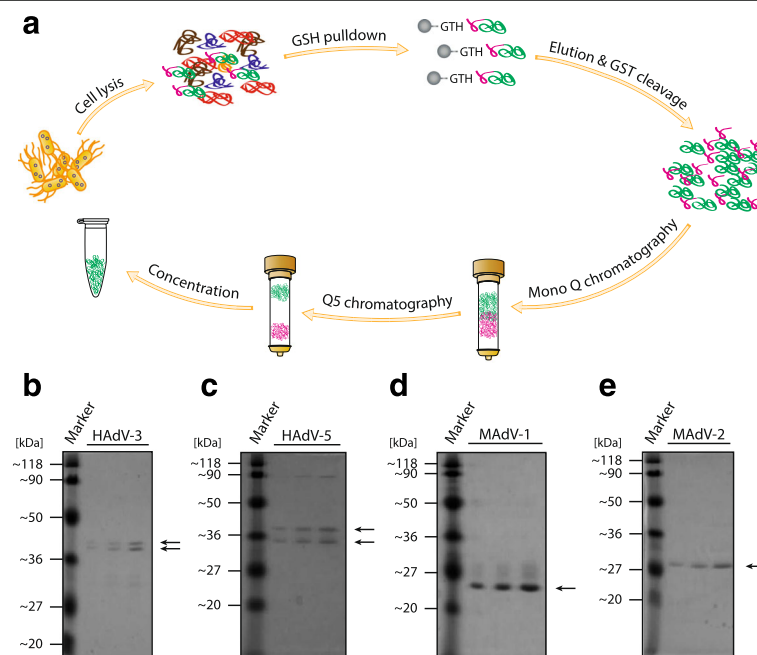 a
Cell lysis
GSH pulldown
GTH
GTH
GTH
Elution & GST cleavage
Mono Q chromatography
Q5 chromatography
Concentration
b
[kDa]
Marker
HAdV-3
~118
~90
~50
~36
~27
~20
c
[kDa]
Marker
HAdV-5
~118
~90
~50
~36
~27
~20
d
[kDa]
Marker
MAdV-1
~118
~90
~50
~36
~27
~20
e
[kDa]
Marker
MAdV-2
~118
~90
~50
~36
~27
~20